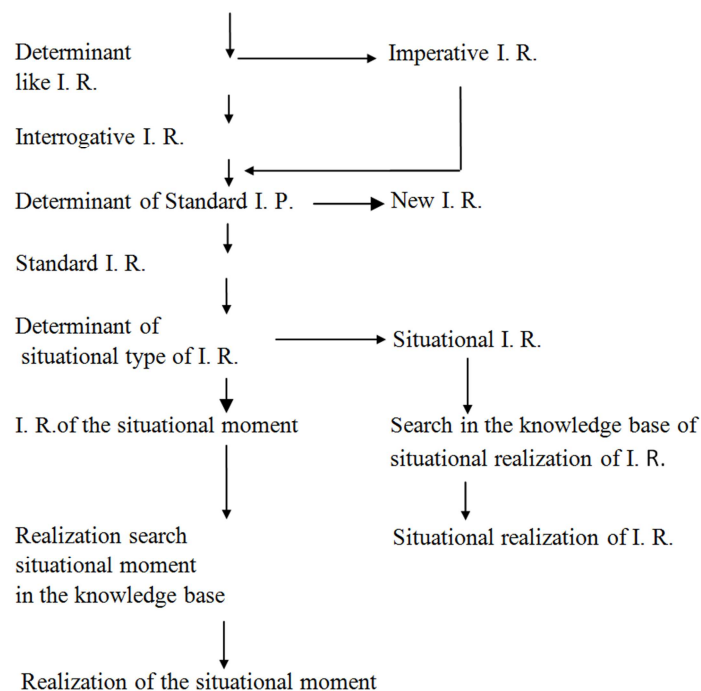 Determinant
like I. R.
Imperative I. R.
Interrogative I. R.
Determinant of Standard I. P.
New I. R.
Standard I. R.
Determinant of
situational type of I. R.
Situational I. R.
I. R.of the situational moment
Search in the knowledge base of
situational realization of I. R.
Realization search
situational moment
in the knowledge base
Situational realization of I. R.
Realization of the situational moment